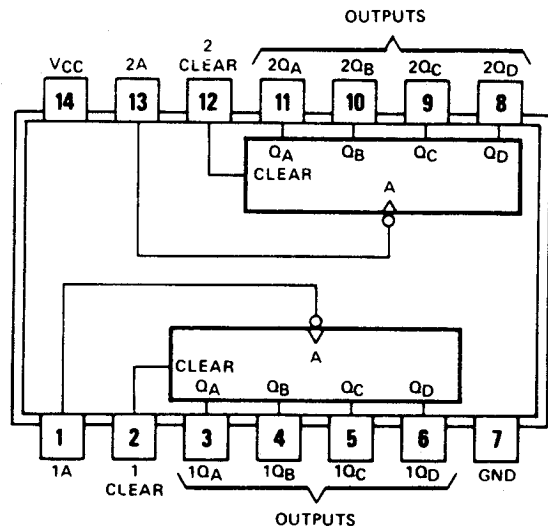 OUTPUTS
2
VCC 2A CLEAR 2QA 2QB 2QC 2QD
14 13 12 11 10 9 8
QA QB QC QD
CLEAR
A
CLEAR
A
QA QB QC QD
1 2 3 4 5 6 7
1A 1 1QA 1QB 1QC 1QD GND
CLEAR
OUTPUTS